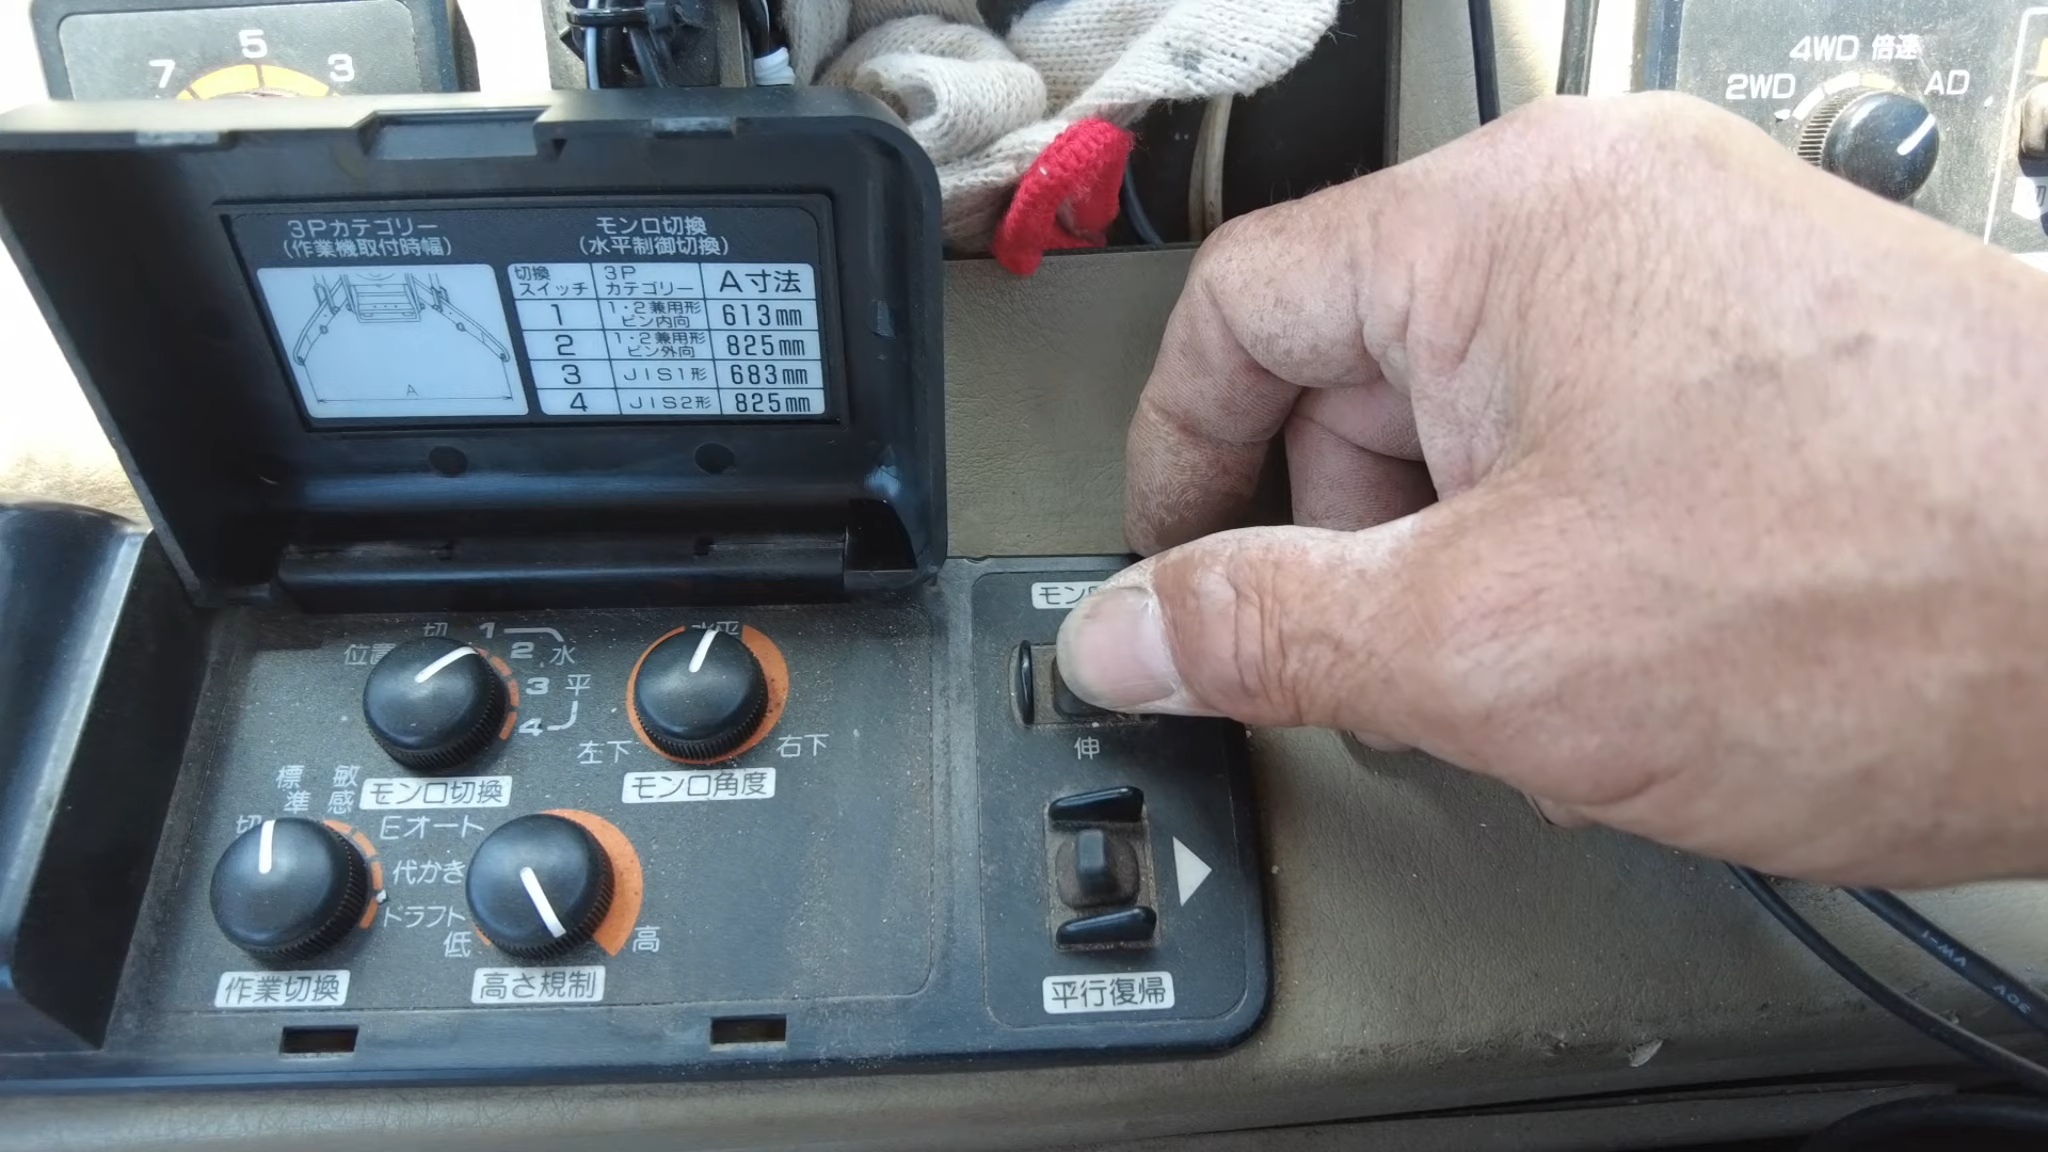 5
7
3
4WD 倍速
2WD
AD
3Pカテゴリー
(作業機取付時幅)
A
モンロ切換
(水平制御切換)
切換スイッチ
3Pカテゴリー
A寸法
1
1・2兼用形
ピン内向
613mm
2
1・2兼用形
ピン外向
825mm
3
JIS1形
683mm
4
JIS2形
825mm
切
位置
1
2
3
4
水平
モンロ切換
水平
左下
右下
モンロ角度
モン
伸
切
標準
敏感
Eオート
代かき
ドラフト
作業切換
低
高
高さ規制
平行復帰